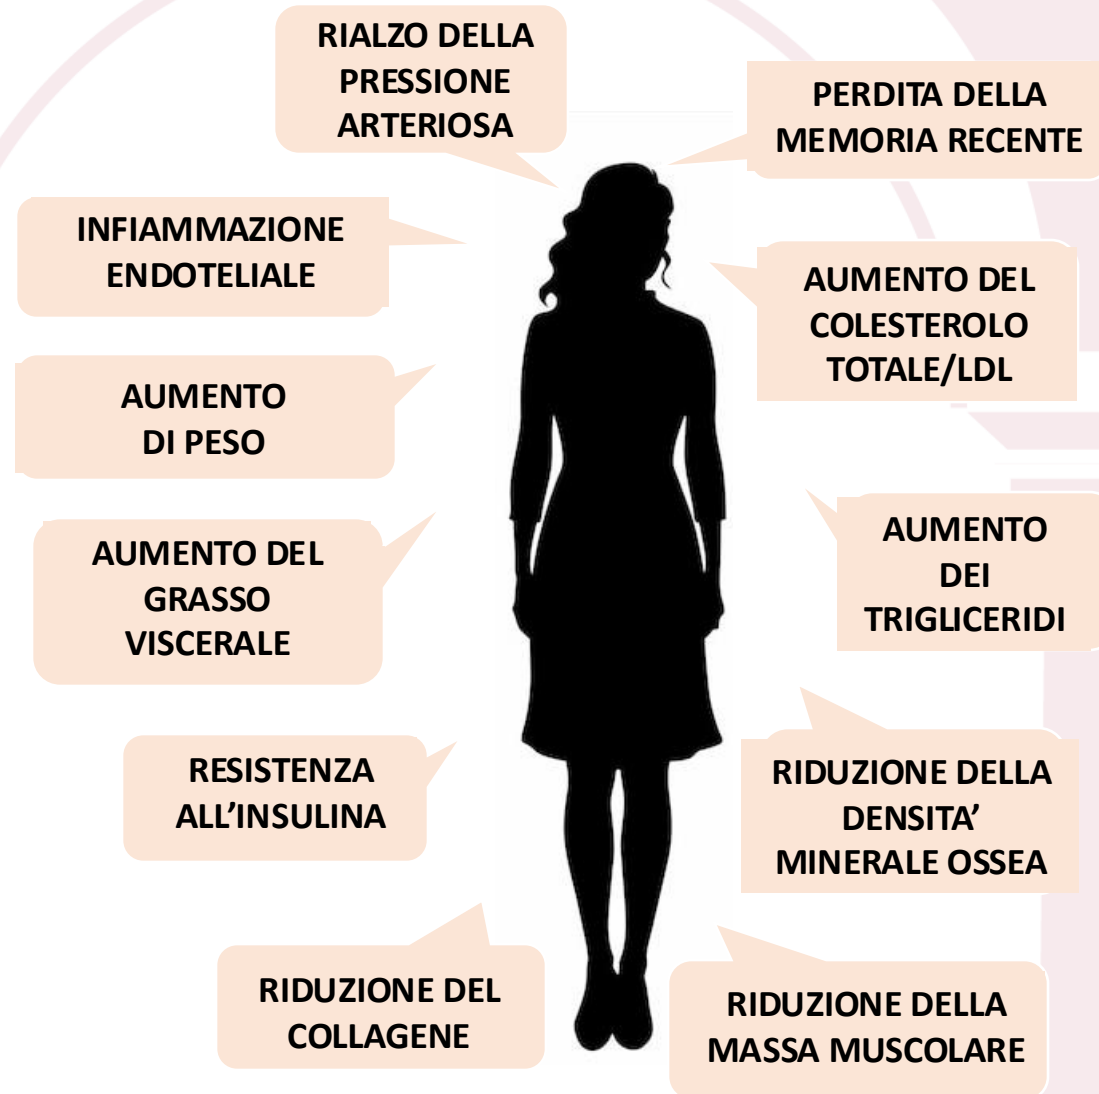 RIALZO DELLA
PRESSIONE
ARTERIOSA
PERDITA DELLA
MEMORIA RECENTE
INFIAMMAZIONE
ENDOTELIALE
AUMENTO DEL
COLESTEROLO
TOTALE/LDL
AUMENTO
DI PESO
AUMENTO DEL
GRASSO
VISCERALE
AUMENTO
DEI
TRIGLICERIDI
RESISTENZA
ALL’INSULINA
RIDUZIONE DELLA
DENSITA’
MINERALE OSSEA
RIDUZIONE DEL
COLLAGENE
RIDUZIONE DELLA
MASSA MUSCOLARE